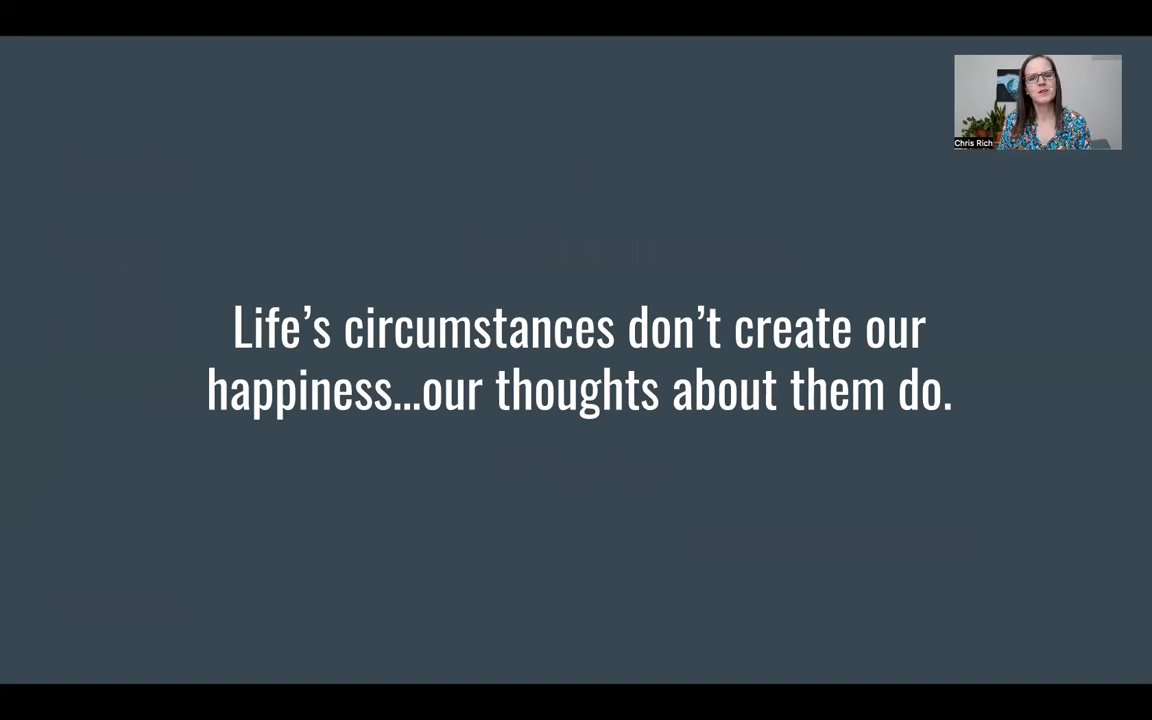 Chris Rich
Life’s circumstances don’t create our
happiness...our thoughts about them do.